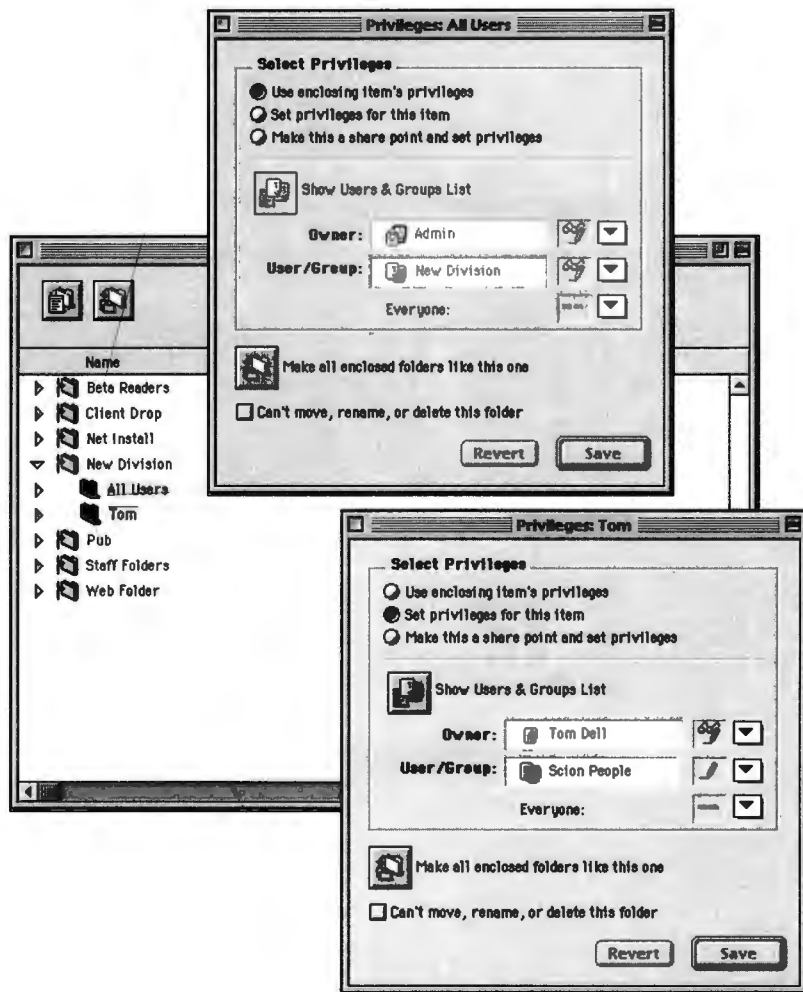 Privileges: All Users
Select Privileges
Use enclosing item's privileges
Set privileges for this item
Make this a share point and set privileges
Show Users & Groups List
Owner: Admin
User/Group: New Division
Everyone:
Make all enclosed folders like this one
Can't move, rename, or delete this folder
Revert Save
Name
Beta Readers
Client Drop
Net Install
New Division
All Users
Tom
Pub
Staff Folders
Web Folder
Privileges: Tom
Select Privileges
Use enclosing item's privileges
Set privileges for this item
Make this a share point and set privileges
Show Users & Groups List
Owner: Tom Dell
User/Group: Scion People
Everyone:
Make all enclosed folders like this one
Can't move, rename, or delete this folder
Revert Save